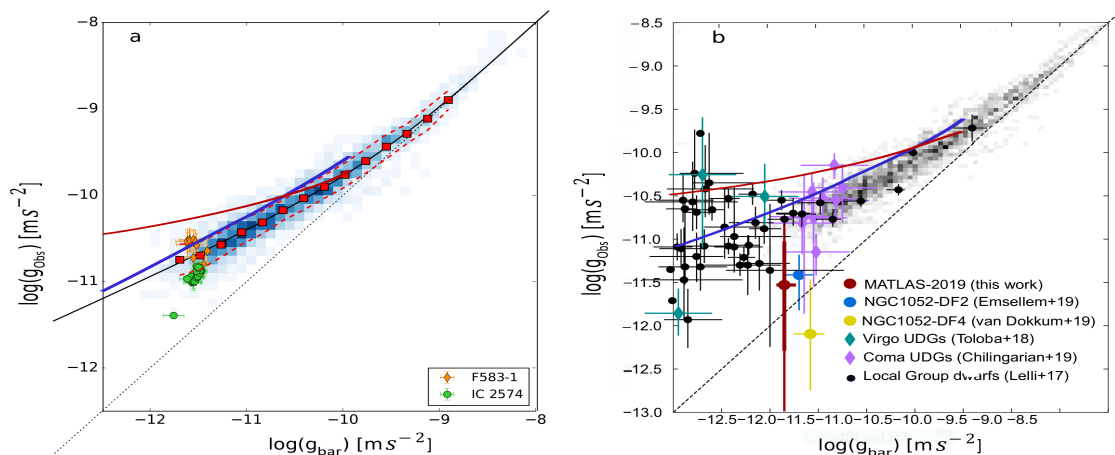 a
−8
−9
−10
−11
−12
log(g_Obs) [m s^−2]
−12
−11
−10
−9
−8
log(g_bar) [m s^−2]
F583-1
IC 2574
b
−8.5
−9.0
−9.5
−10.0
−10.5
−11.0
−11.5
−12.0
−12.5
−13.0
log(g_Obs) [m s^−2]
MATLAS-2019 (this work)
NGC1052-DF2 (Emsellem+19)
NGC1052-DF4 (van Dokkum+19)
Virgo UDGs (Toloba+18)
Coma UDGs (Chilingarian+19)
Local Group dwarfs (Lelli+17)
−12.5
−12.0
−11.5
−11.0
−10.5
−10.0
−9.5
−9.0
−8.5
log(g_bar) [m s^−2]